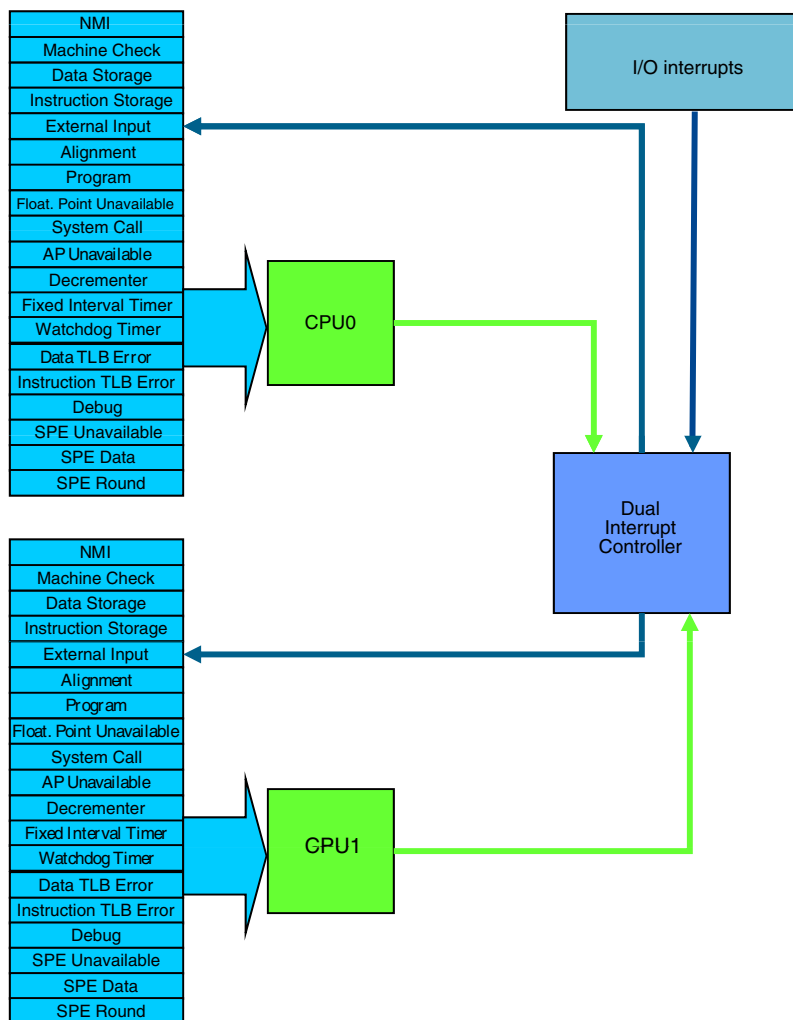 NMI
Machine Check
Data Storage
Instruction Storage
External Input
Alignment
Program
Float. Point Unavailable
System Call
AP Unavailable
Decrementer
Fixed Interval Timer
Watchdog Timer
Data TLB Error
Instruction TLB Error
Debug
SPE Unavailable
SPE Data
SPE Round
CPU0
I/O interrupts
Dual
Interrupt
Controller
NMI
Machine Check
Data Storage
Instruction Storage
External Input
Alignment
Program
Float. Point Unavailable
System Call
AP Unavailable
Decrementer
Fixed Interval Timer
Watchdog Timer
Data TLB Error
Instruction TLB Error
Debug
SPE Unavailable
SPE Data
SPE Round
CPU1